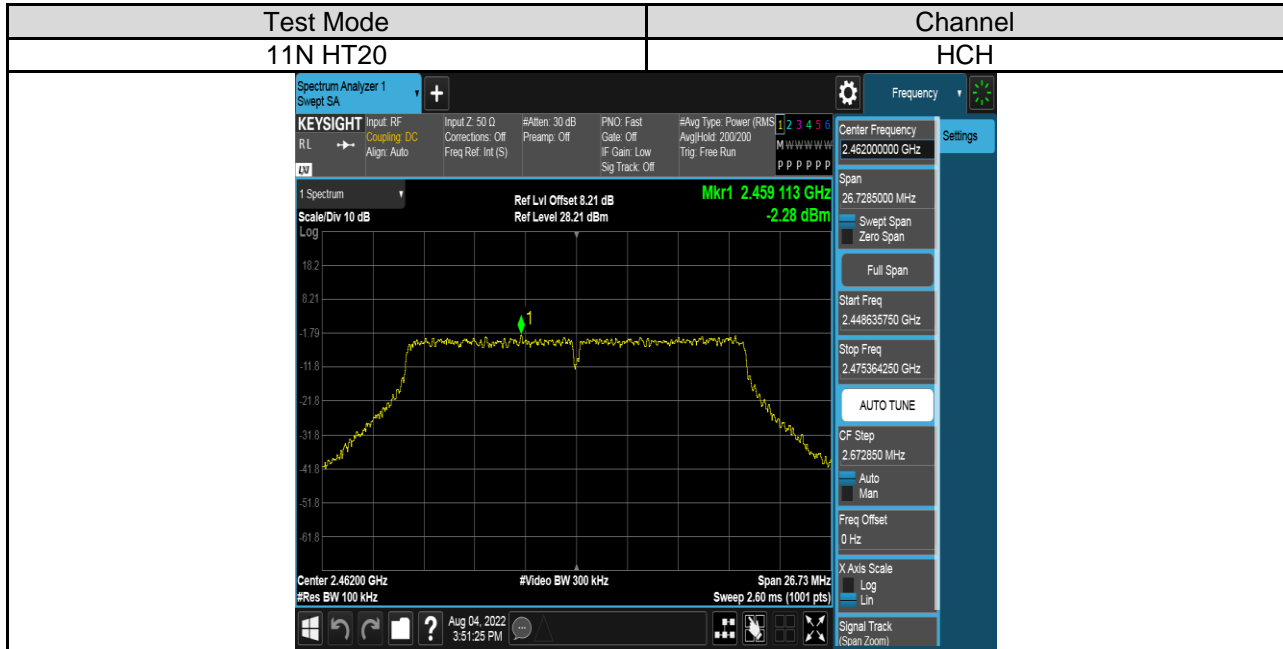 Test Mode Channel
11N HT20 HCH
Spectrum Analyzer 1
Swept SA
+
Frequency
KEYSIGHT Input: RF Input Z: 50 Ω #Atten: 30 dB PNO: Fast #Avg Type: Power (RMS 1 2 3 4 5 6
RL Coupling: DC Corrections: Off Preamp: Off Gate: Off Avg|Hold: 200/200 M W W W W W
Align: Auto Freq Ref: Int (S) IF Gain: Low Trig: Free Run
LXI Sig Track: Off P P P P P P
1 Spectrum Ref Lvl Offset 8.21 dB Mkr1 2.459 113 GHz
Scale/Div 10 dB Ref Level 28.21 dBm -2.28 dBm
Log
18.2
8.21
-1.79
-11.8
-21.8
-31.8
-41.8
-51.8
-61.8
1
Center 2.46200 GHz #Video BW 300 kHz Span 26.73 MHz
#Res BW 100 kHz Sweep 2.60 ms (1001 pts)
? Aug 04, 2022
3:51:25 PM
Center Frequency
2.462000000 GHz
Settings
Span
26.7285000 MHz
Swept Span
Zero Span
Full Span
Start Freq
2.448635750 GHz
Stop Freq
2.475364250 GHz
AUTO TUNE
CF Step
2.672850 MHz
Auto
Man
Freq Offset
0 Hz
X Axis Scale
Log
Lin
Signal Track
(Span Zoom)